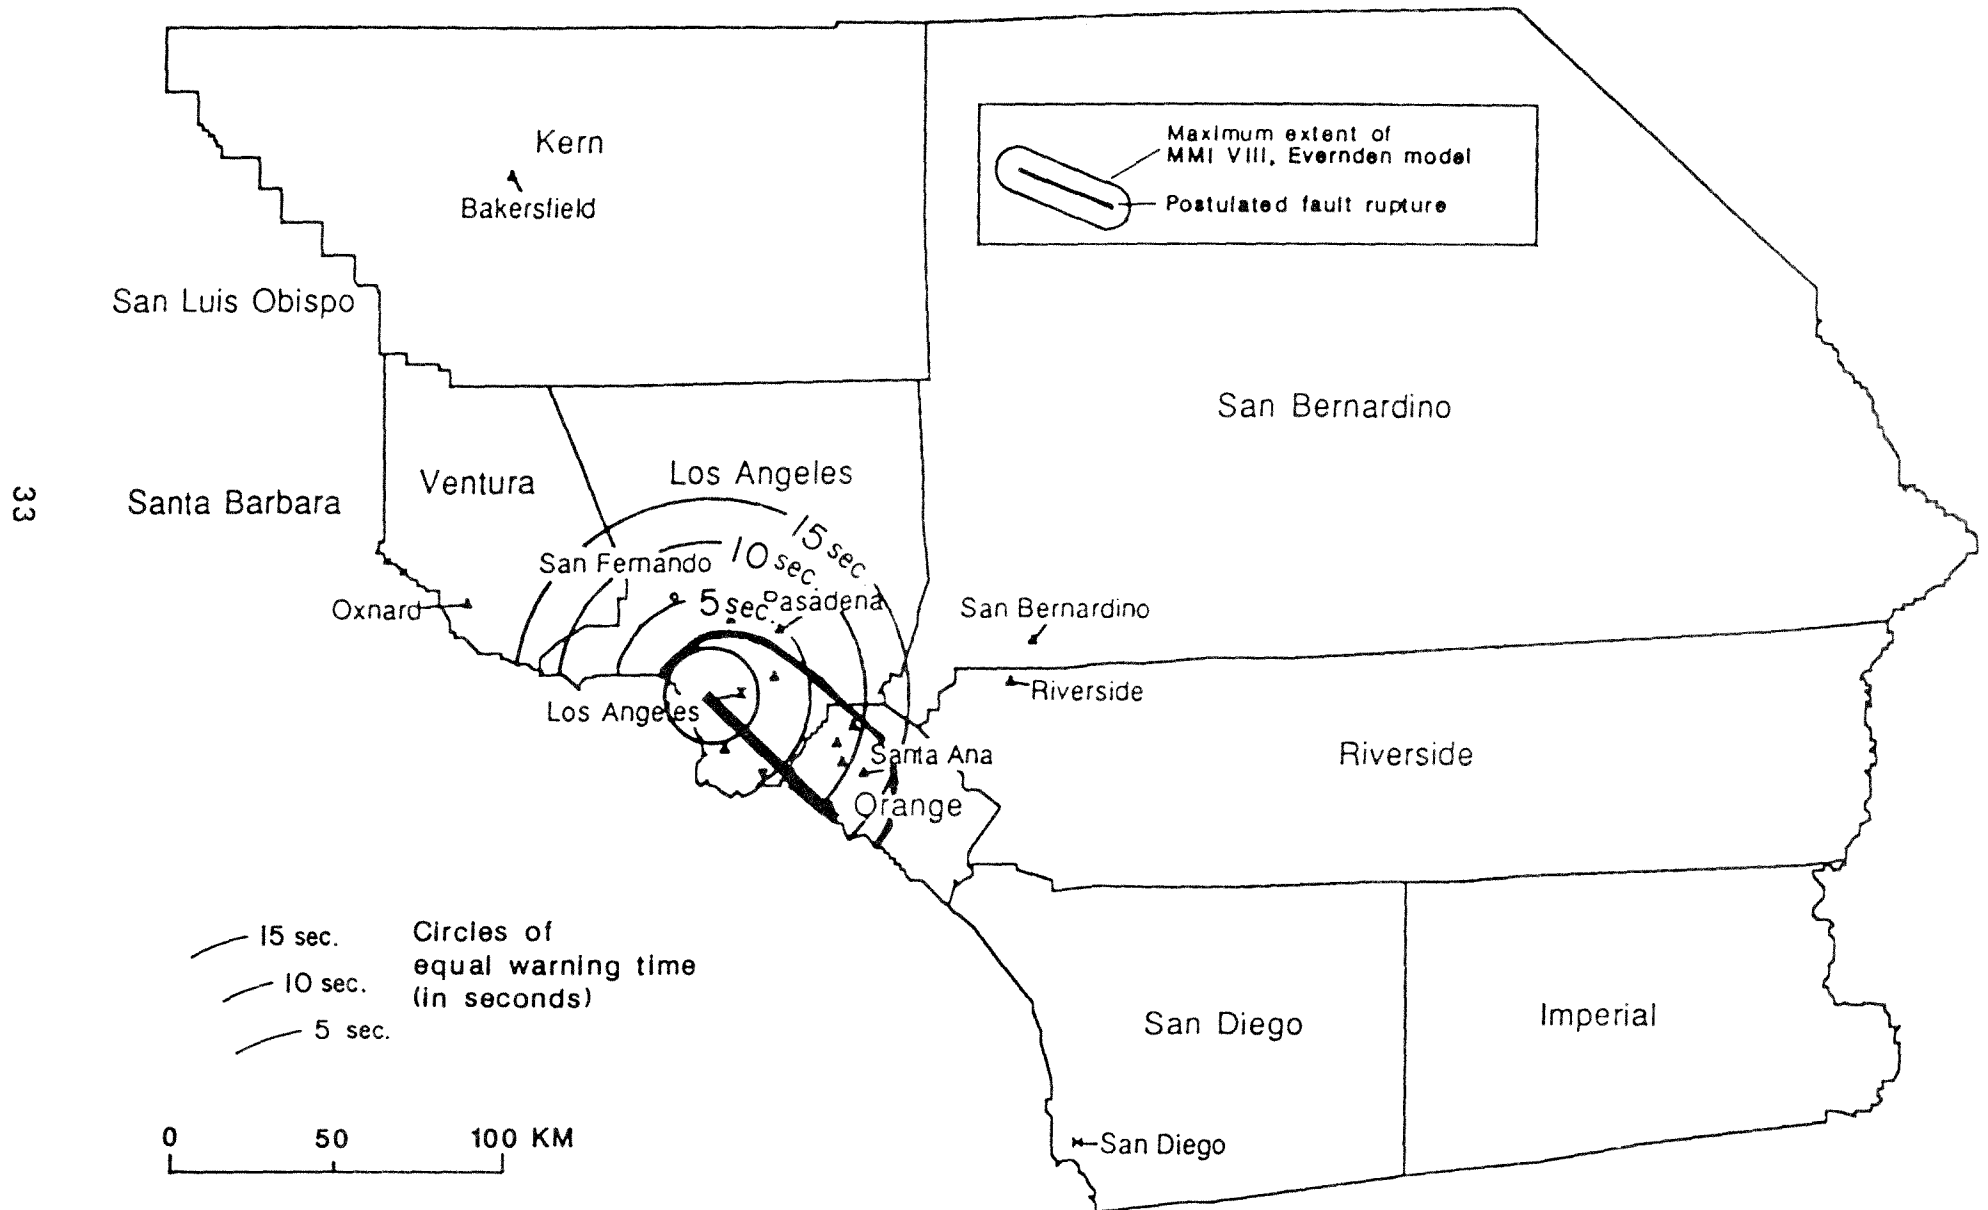 Kern
Bakersfield
Maximum extent of
MMI VIII, Evernden model
Postulated fault rupture
San Luis Obispo
San Bernardino
Los Angeles
Ventura
Santa Barbara
33
15 sec.
10 sec.
5 sec.
San Fernando
Pasadena
Oxnard
San Bernardino
Riverside
Los Angeles
Santa Ana
Riverside
Orange
15 sec.
10 sec.
5 sec.
Circles of
equal warning time
(in seconds)
San Diego
Imperial
0 50 100 KM
San Diego